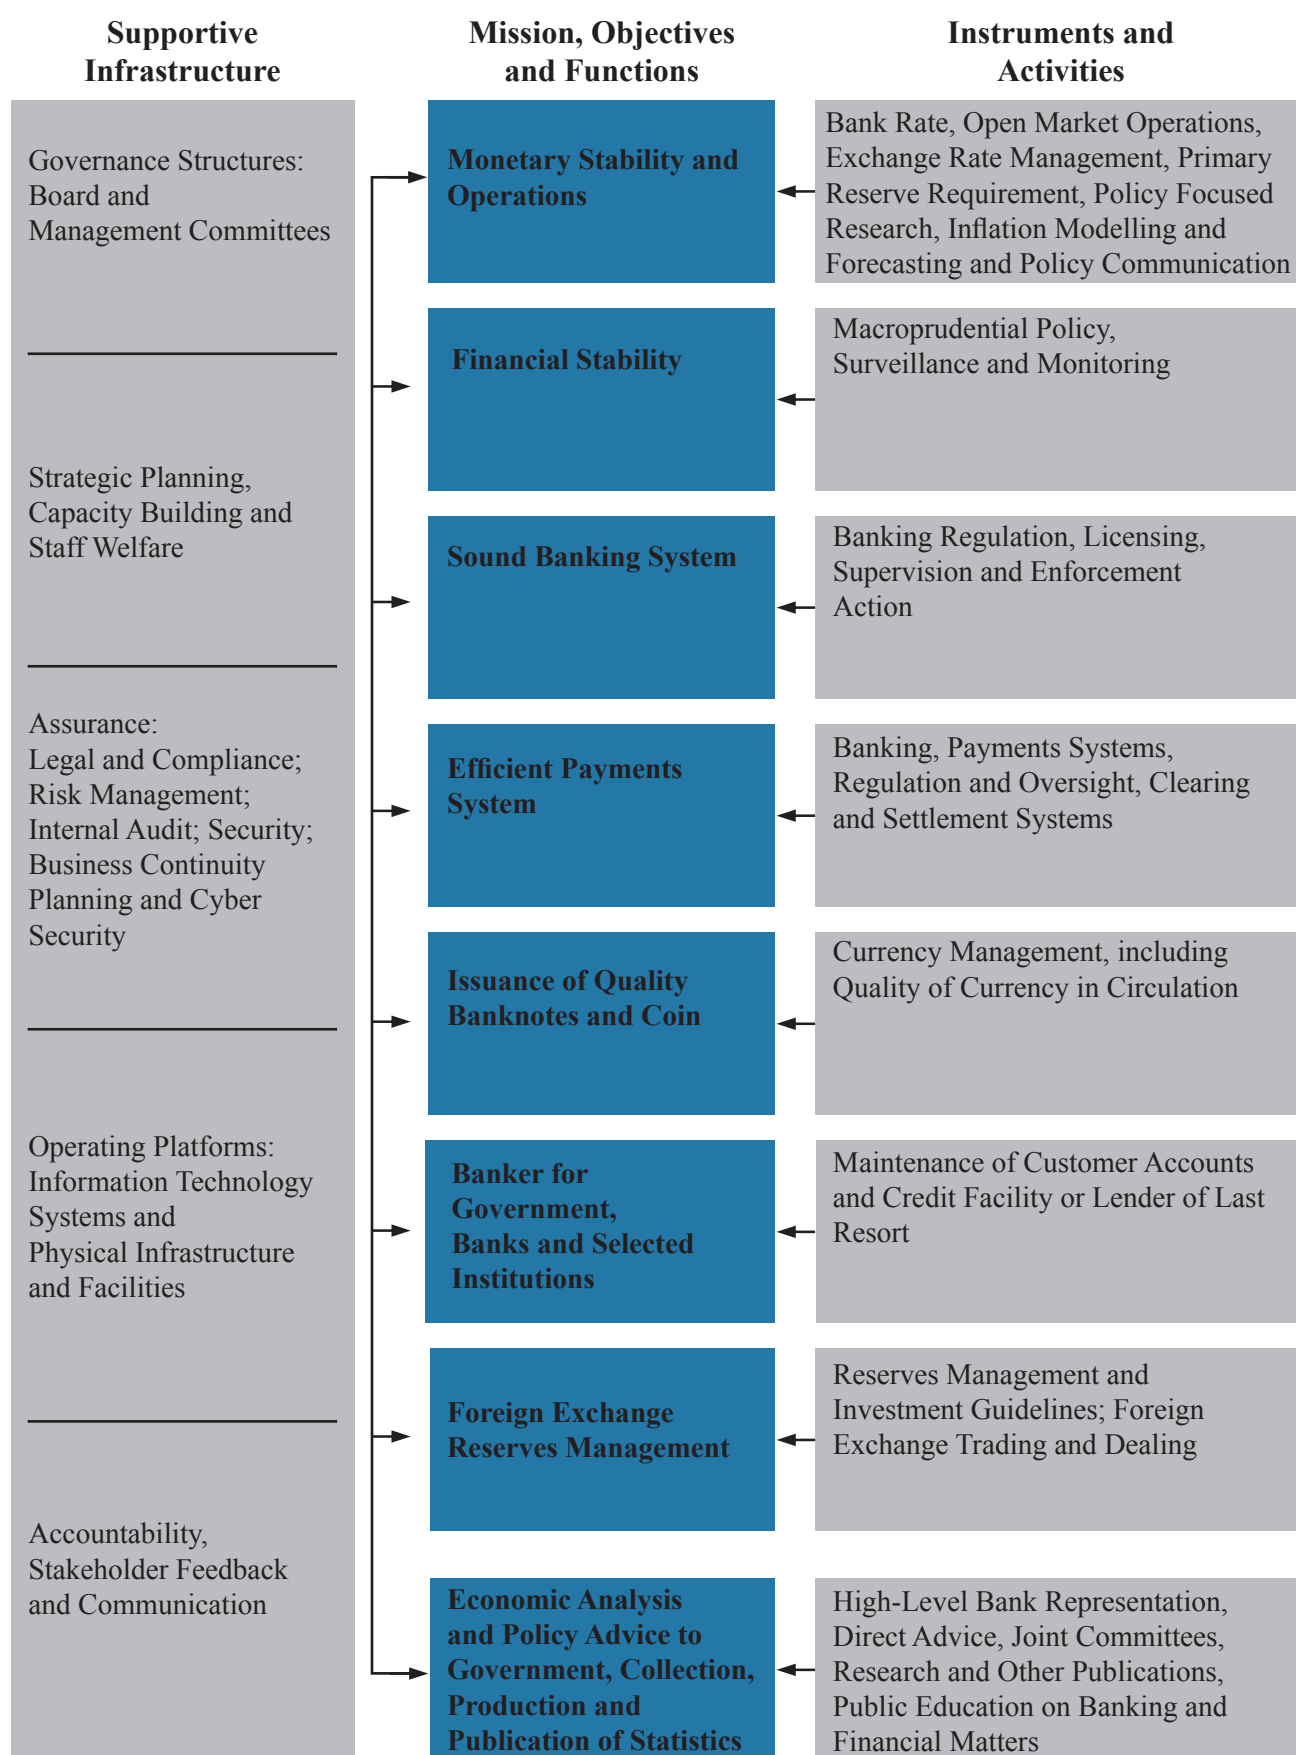 Supportive
Infrastructure
Mission, Objectives
and Functions
Instruments and
Activities
Governance Structures:
Board and
Management Committees
Strategic Planning,
Capacity Building and
Staff Welfare
Assurance:
Legal and Compliance;
Risk Management;
Internal Audit; Security;
Business Continuity
Planning and Cyber
Security
Operating Platforms:
Information Technology
Systems and
Physical Infrastructure
and Facilities
Accountability,
Stakeholder Feedback
and Communication
Monetary Stability and
Operations
Bank Rate, Open Market Operations,
Exchange Rate Management, Primary
Reserve Requirement, Policy Focused
Research, Inflation Modelling and
Forecasting and Policy Communication
Financial Stability
Macroprudential Policy,
Surveillance and Monitoring
Sound Banking System
Banking Regulation, Licensing,
Supervision and Enforcement
Action
Efficient Payments
System
Banking, Payments Systems,
Regulation and Oversight, Clearing
and Settlement Systems
Issuance of Quality
Banknotes and Coin
Currency Management, including
Quality of Currency in Circulation
Banker for
Government,
Banks and Selected
Institutions
Maintenance of Customer Accounts
and Credit Facility or Lender of Last
Resort
Foreign Exchange
Reserves Management
Reserves Management and
Investment Guidelines; Foreign
Exchange Trading and Dealing
Economic Analysis
and Policy Advice to
Government, Collection,
Production and
Publication of Statistics
High-Level Bank Representation,
Direct Advice, Joint Committees,
Research and Other Publications,
Public Education on Banking and
Financial Matters